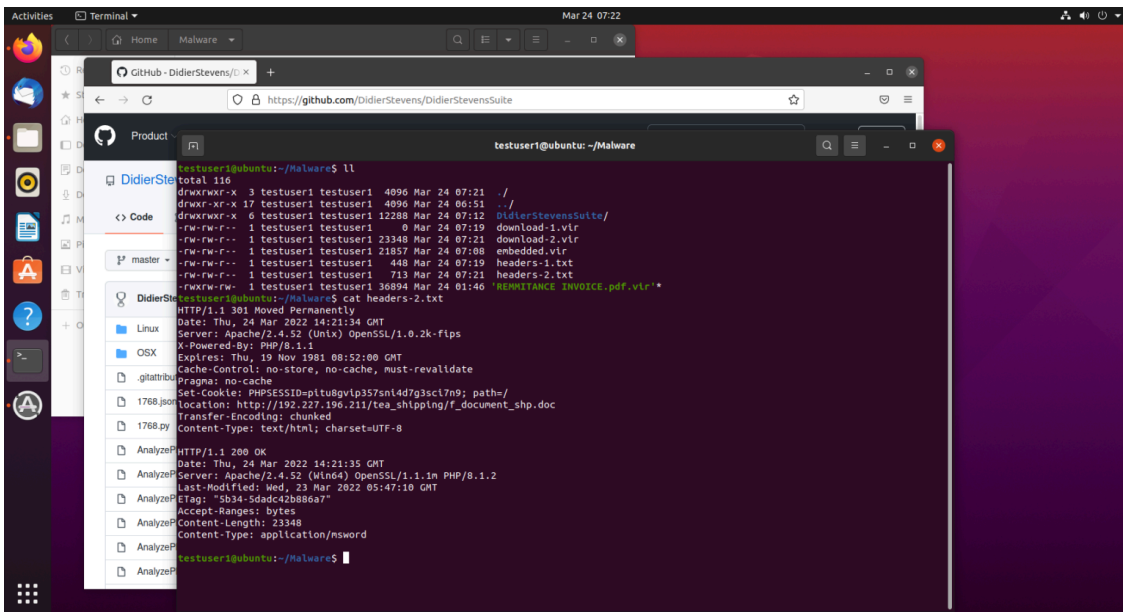 Activities
Terminal
Mar 24 07:22
Home
Malware
GitHub - DidierStevens/D
https://github.com/DidierStevens/DidierStevensSuite
Product
testuser1@ubuntu: ~/Malware
DidierSte
<> Code
master
DidierSte
Linux
OSX
.gitattribu
1768.json
1768.py
AnalyzeP
AnalyzeP
AnalyzeP
AnalyzeP
AnalyzeP
AnalyzeP
testuser1@ubuntu:~/Malware$ ll
total 116
drwxrwxr-x  3 testuser1 testuser1  4096 Mar 24 07:21 ./
drwxr-xr-x 17 testuser1 testuser1  4096 Mar 24 06:51 ../
drwxrwxr-x  6 testuser1 testuser1 12288 Mar 24 07:12 DidierStevensSuite/
-rw-rw-r--  1 testuser1 testuser1     0 Mar 24 07:19 download-1.vir
-rw-rw-r--  1 testuser1 testuser1 23348 Mar 24 07:21 download-2.vir
-rw-rw-r--  1 testuser1 testuser1 21857 Mar 24 07:08 embedded.vir
-rw-rw-r--  1 testuser1 testuser1   448 Mar 24 07:19 headers-1.txt
-rw-rw-r--  1 testuser1 testuser1   713 Mar 24 07:21 headers-2.txt
-rwxrw-rw-  1 testuser1 testuser1 36894 Mar 24 01:46 'REMMITANCE INVOICE.pdf.vir'*
testuser1@ubuntu:~/Malware$ cat headers-2.txt
HTTP/1.1 301 Moved Permanently
Date: Thu, 24 Mar 2022 14:21:34 GMT
Server: Apache/2.4.52 (Unix) OpenSSL/1.0.2k-fips
X-Powered-By: PHP/8.1.1
Expires: Thu, 19 Nov 1981 08:52:00 GMT
Cache-Control: no-store, no-cache, must-revalidate
Pragma: no-cache
Set-Cookie: PHPSESSID=pitu8gvip357sni4d7g3sci7n9; path=/
location: http://192.227.196.211/tea_shipping/f_document_shp.doc
Transfer-Encoding: chunked
Content-Type: text/html; charset=UTF-8

HTTP/1.1 200 OK
Date: Thu, 24 Mar 2022 14:21:35 GMT
Server: Apache/2.4.52 (Win64) OpenSSL/1.1.1m PHP/8.1.2
Last-Modified: Wed, 23 Mar 2022 05:47:10 GMT
ETag: "5b34-5dadc42b886a7"
Accept-Ranges: bytes
Content-Length: 23348
Content-Type: application/msword

testuser1@ubuntu:~/Malware$